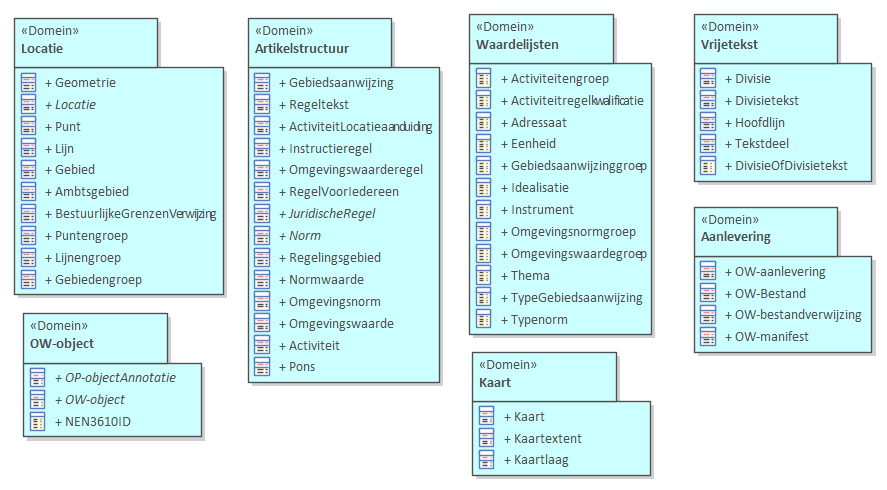 «Domein»
Locatie
+ Geometrie
+ Locatie
+ Punt
+ Lijn
+ Gebied
+ Ambtsgebied
+ BestuurlijkeGrenzenVerwijzing
+ Puntengroep
+ Lijnengroep
+ Gebiedengroep
«Domein»
OW-object
+ OP-objectAnnotatie
+ OW-object
+ NEN3610ID
«Domein»
Artikelstructuur
+ Gebiedsaanwijzing
+ Regeltekst
+ ActiviteitLocatieaanduiding
+ Instructieregel
+ Omgevingswaarderegel
+ RegelVoorIedereen
+ JuridischeRegel
+ Norm
+ Regelingsgebied
+ Normwaarde
+ Omgevingsnorm
+ Omgevingswaarde
+ Activiteit
+ Pons
«Domein»
Waardelijsten
+ Activiteitengroep
+ Activiteitregelkwalificatie
+ Adressaat
+ Eenheid
+ Gebiedsaanwijzinggroep
+ Idealisatie
+ Instrument
+ Omgevingsnormgroep
+ Omgevingswaardegroep
+ Thema
+ TypeGebiedsaanwijzing
+ Typenorm
«Domein»
Kaart
+ Kaart
+ Kaartextent
+ Kaartlaag
«Domein»
Vrijetekst
+ Divisie
+ Divisietekst
+ Hoofdlijn
+ Tekstdeel
+ DivisieOfDivisietekst
«Domein»
Aanlevering
+ OW-aanlevering
+ OW-Bestand
+ OW-bestandverwijzing
+ OW-manifest